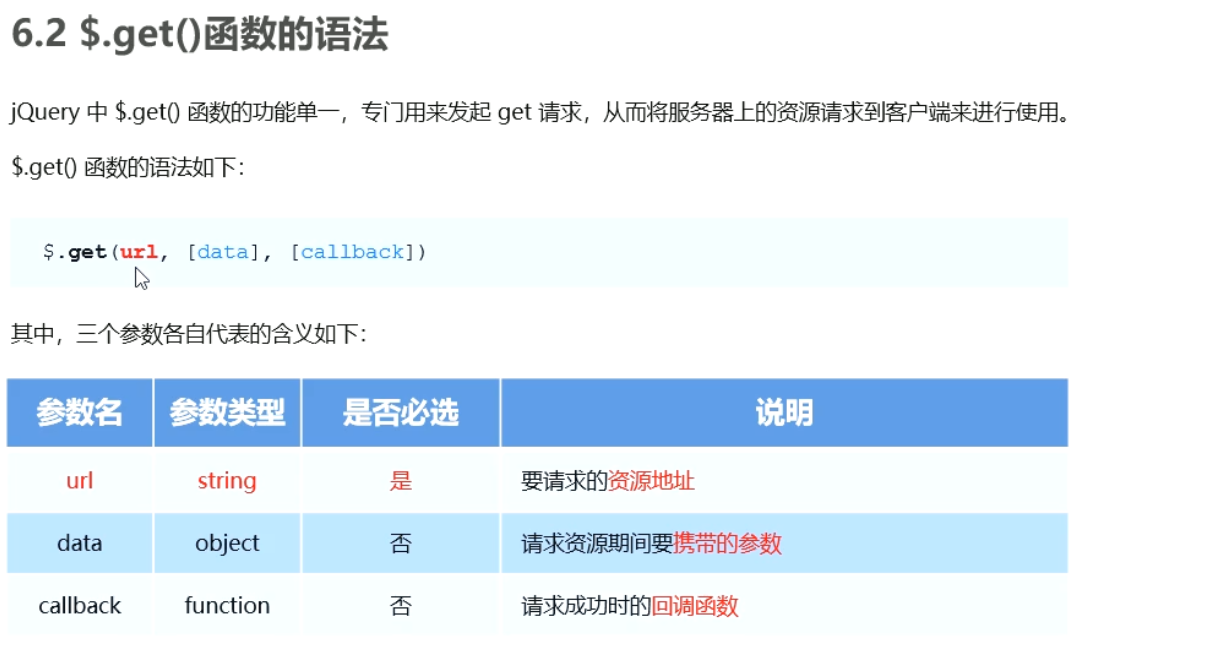 6.2 $.get()函数的语法
jQuery 中 $.get() 函数的功能单一，专门用来发起 get 请求，从而将服务器上的资源请求到客户端来进行使用。
$.get() 函数的语法如下：
$.get(url, [data], [callback])
其中，三个参数各自代表的含义如下：
参数名 参数类型 是否必选 说明
url string 是 要请求的资源地址
data object 否 请求资源期间要携带的参数
callback function 否 请求成功时的回调函数